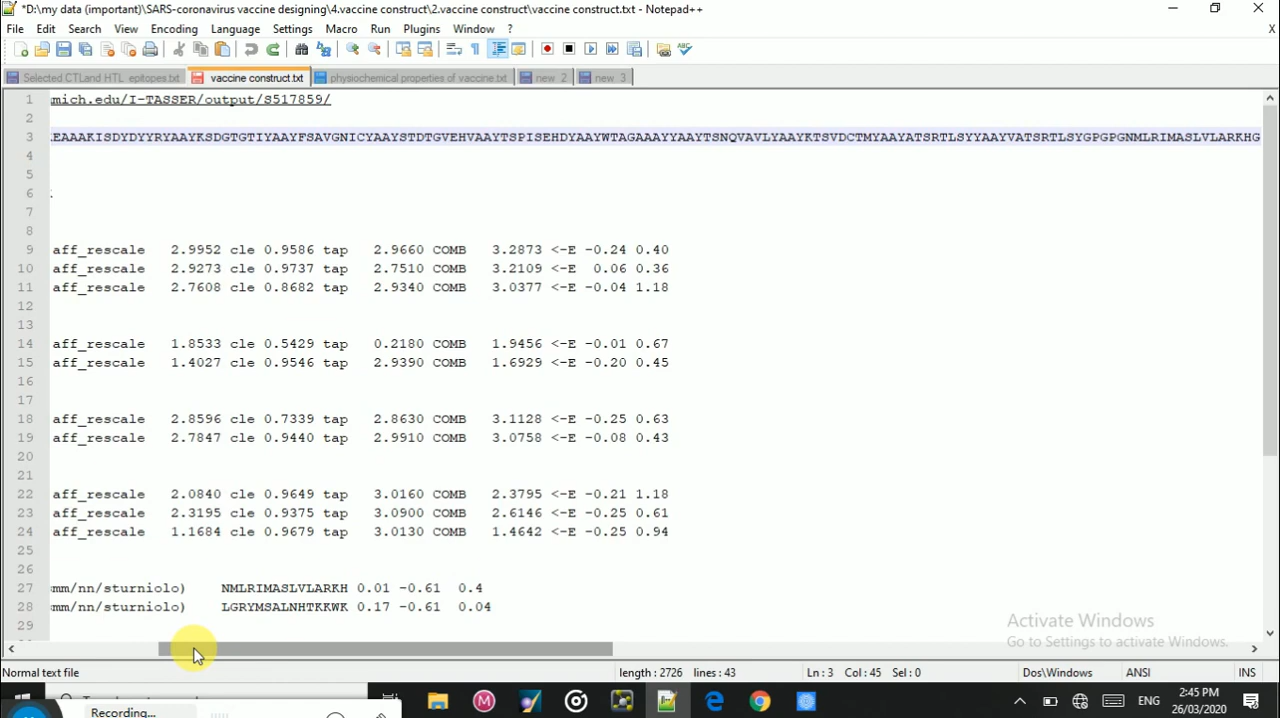 *D:\my data (important)\SARS-coronavirus vaccine designing\4.vaccine construct\2.vaccine construct\vaccine construct.txt - Notepad++
File Edit Search View Encoding Language Settings Macro Run Plugins Window ? X
Selected CTLand HTL epitopes.txt vaccine construct.txt physiochemical properties of vaccine.txt new 2 new 3
1 mich.edu/I-TASSER/output/S517859/
2
3 EAAAKISDYDYYRYAAYKSDGTGTIYAAYFSAVGNICYAAYSTDTGVEHVAAYTSPISEHDYAAYWTAGAAAYYAAYTSNQVAVLYAAYKTSVDCTMYAAYATSRTLSYYAAYVATSRTLSYGPGPGNMLRIMASLVLARKHG
4
5
6
7
8
9 aff_rescale 2.9952 cle 0.9586 tap 2.9660 COMB 3.2873 <-E -0.24 0.40
10 aff_rescale 2.9273 cle 0.9737 tap 2.7510 COMB 3.2109 <-E 0.06 0.36
11 aff_rescale 2.7608 cle 0.8682 tap 2.9340 COMB 3.0377 <-E -0.04 1.18
12
13
14 aff_rescale 1.8533 cle 0.5429 tap 0.2180 COMB 1.9456 <-E -0.01 0.67
15 aff_rescale 1.4027 cle 0.9546 tap 2.9390 COMB 1.6929 <-E -0.20 0.45
16
17
18 aff_rescale 2.8596 cle 0.7339 tap 2.8630 COMB 3.1128 <-E -0.25 0.63
19 aff_rescale 2.7847 cle 0.9440 tap 2.9910 COMB 3.0758 <-E -0.08 0.43
20
21
22 aff_rescale 2.0840 cle 0.9649 tap 3.0160 COMB 2.3795 <-E -0.21 1.18
23 aff_rescale 2.3195 cle 0.9375 tap 3.0900 COMB 2.6146 <-E -0.25 0.61
24 aff_rescale 1.1684 cle 0.9679 tap 3.0130 COMB 1.4642 <-E -0.25 0.94
25
26
27 mm/nn/sturniolo) NMLRIMASLVLARKH 0.01 -0.61 0.4
28 mm/nn/sturniolo) LGRYMSALNHTKKWK 0.17 -0.61 0.04
29
Activate Windows
Go to Settings to activate Windows.
Normal text file length : 2726 lines : 43 Ln : 3 Col : 45 Sel : 0 Dos\Windows ANSI INS
ENG 2:45 PM
26/03/2020
Recording...